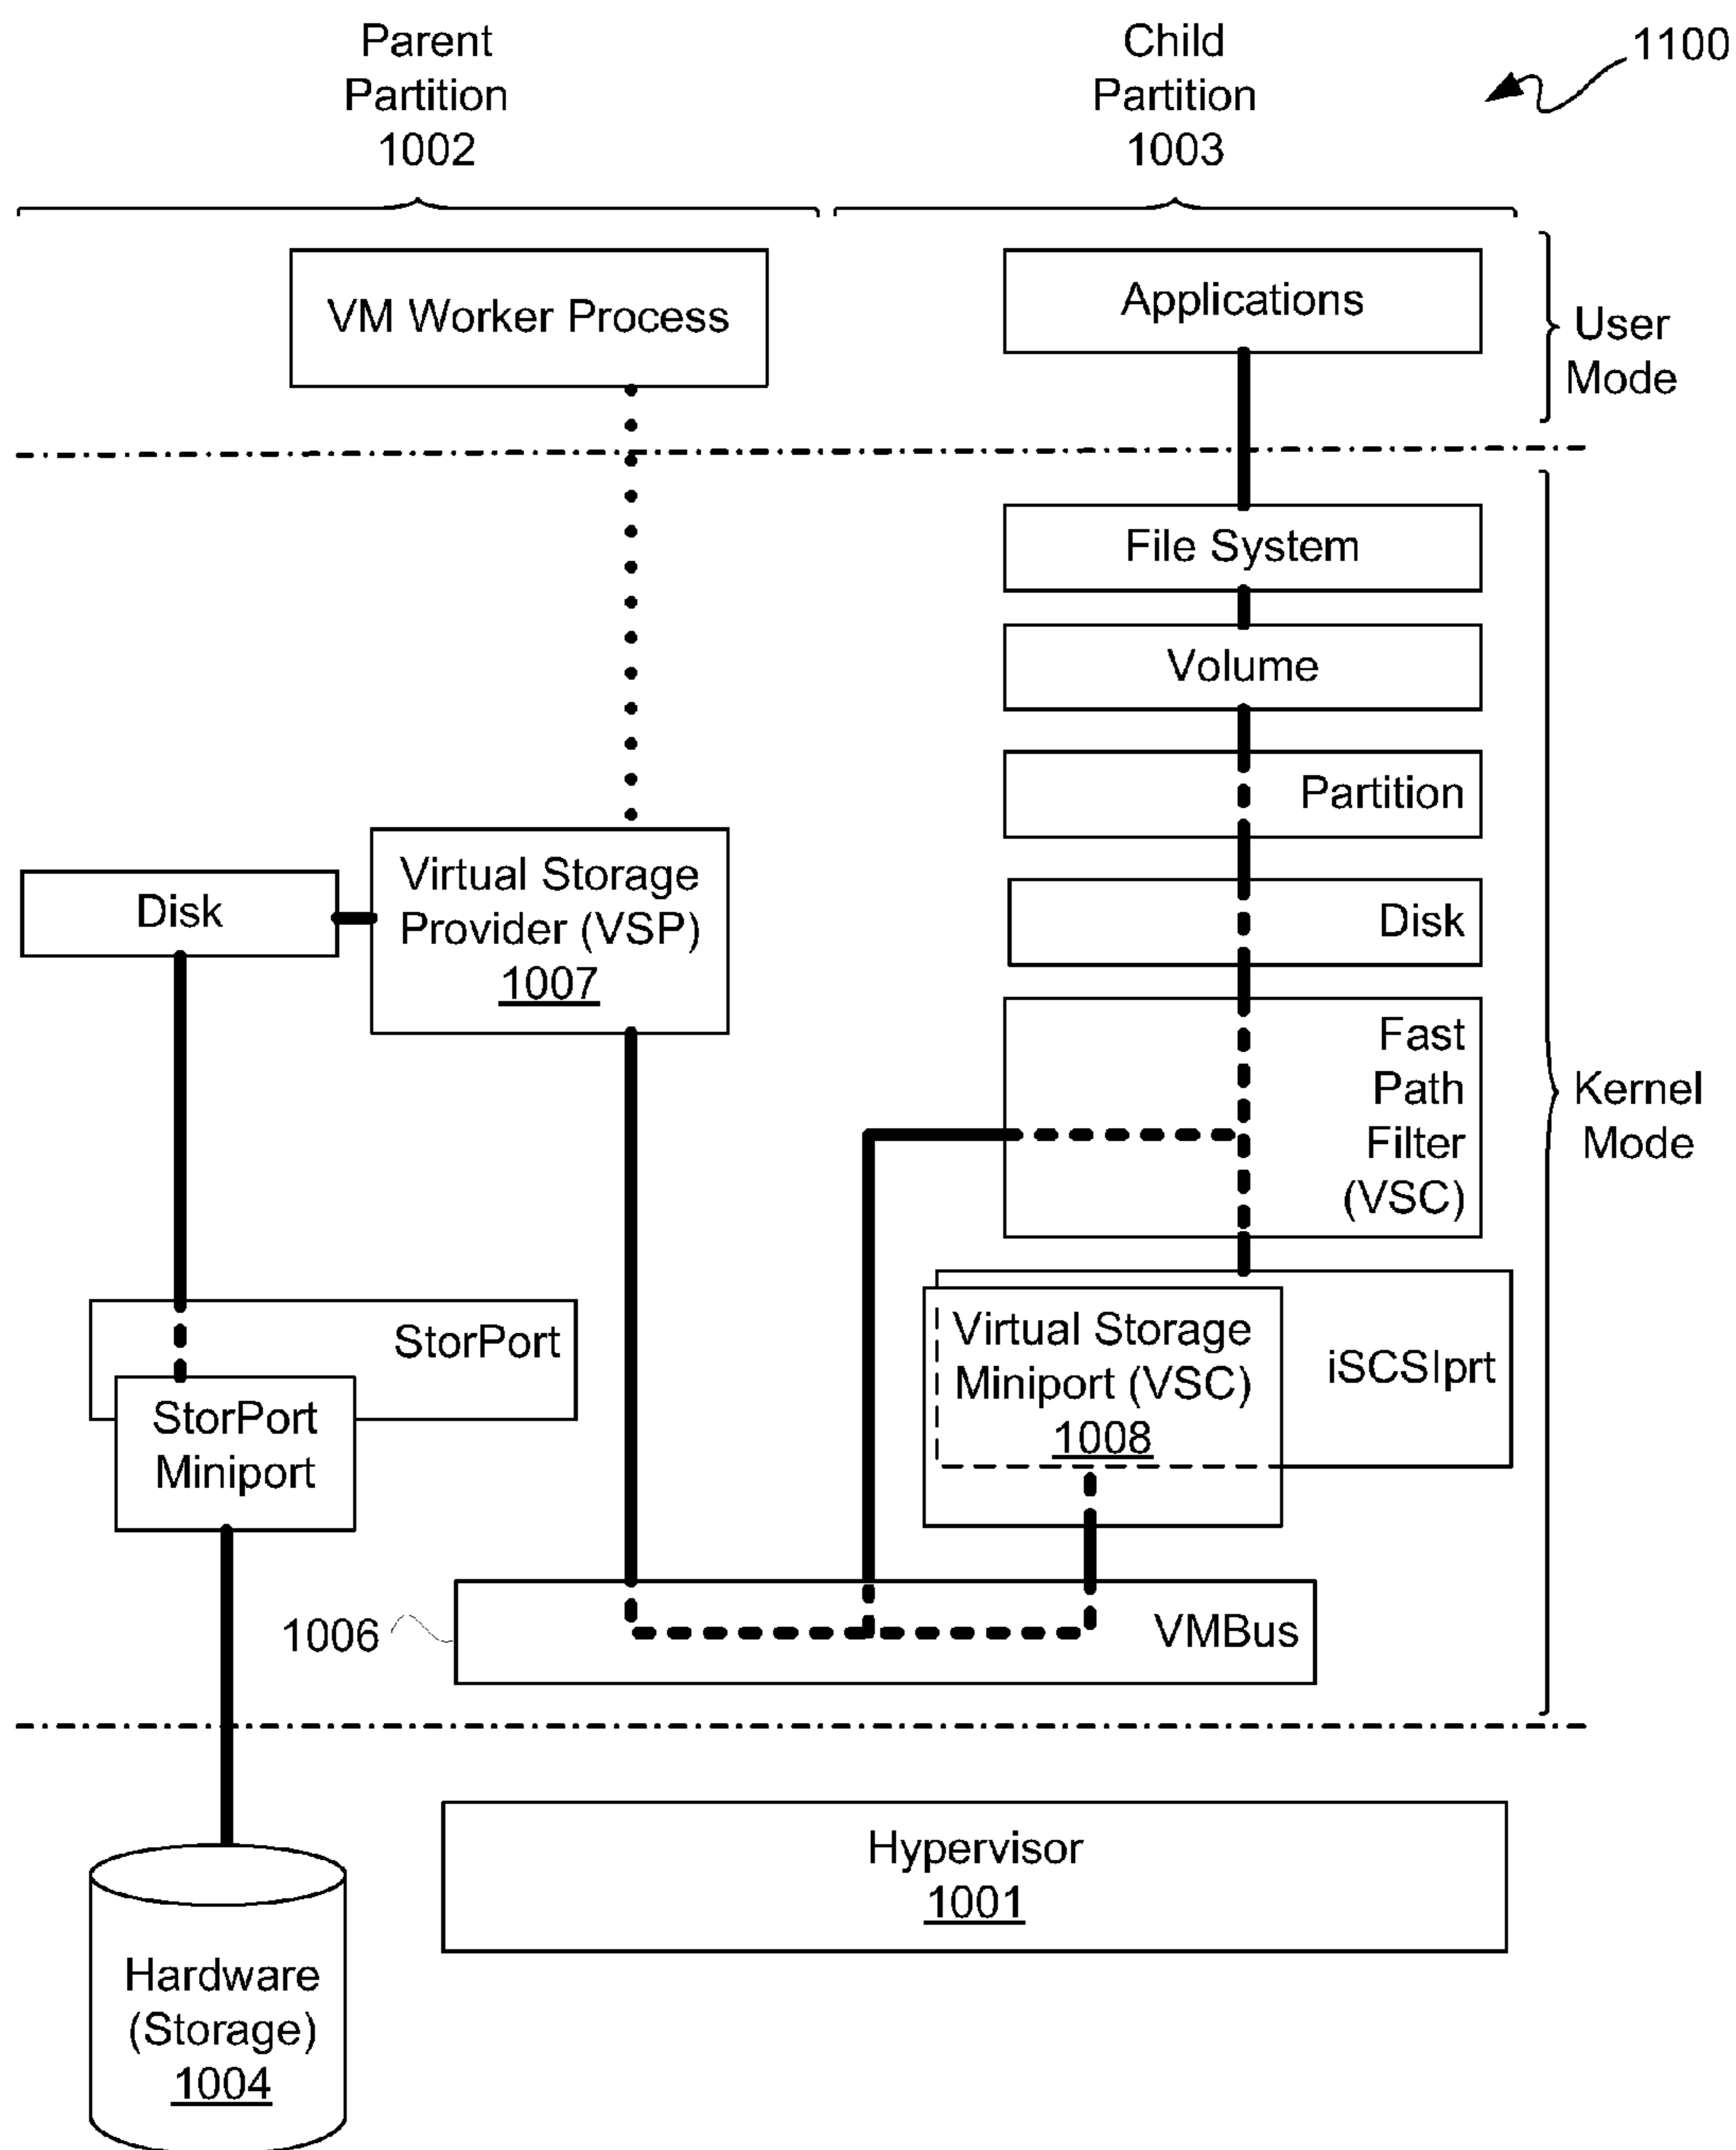 Parent
Partition
1002
Child
Partition
1003
1100
VM Worker Process
Applications
User
Mode
File System
Volume
Partition
Disk
Virtual Storage
Provider (VSP)
1007
Disk
Fast
Path
Filter
(VSC)
Kernel
Mode
StorPort
StorPort
Miniport
Virtual Storage
Miniport (VSC)
1008
iSCSIprt
1006
VMBus
Hypervisor
1001
Hardware
(Storage)
1004